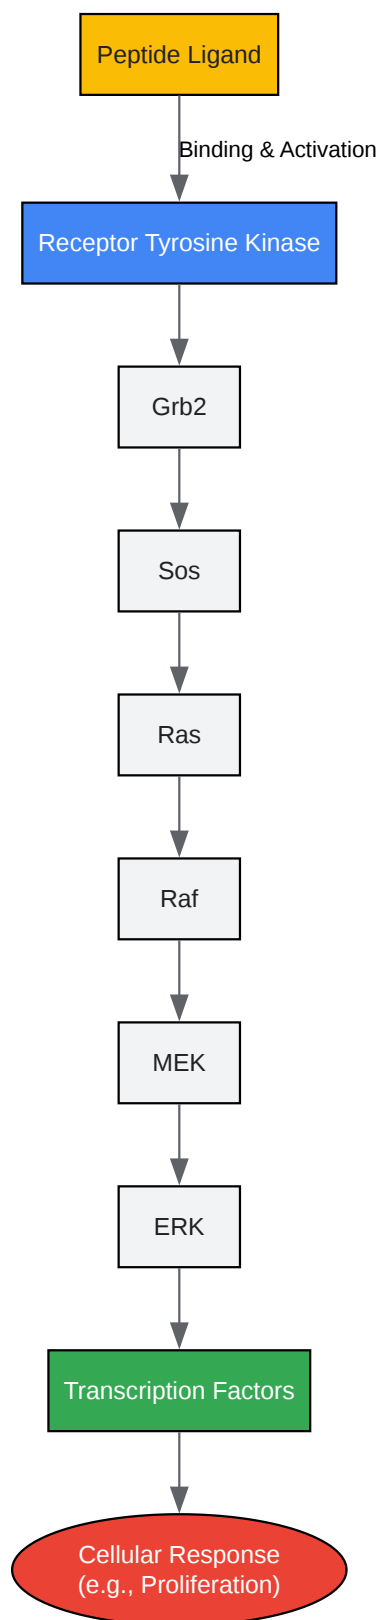 Peptide Ligand
Binding & Activation
Receptor Tyrosine Kinase
Grb2
Sos
Ras
Raf
MEK
ERK
Transcription Factors
Cellular Response
(e.g., Proliferation)